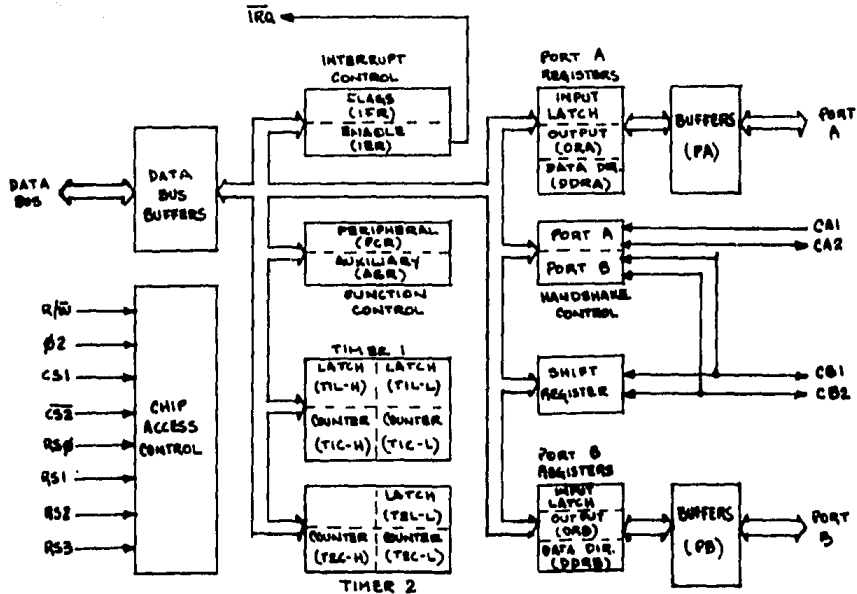 IRQ
INTERRUPT
CONTROL
FLAGS
(IFR)
ENABLE
(IER)
PORT A
REGISTERS
INPUT
LATCH
OUTPUT
(ORA)
DATA DIR.
(DDRA)
BUFFERS
(PA)
PORT
A
DATA
BUS
DATA
BUS
BUFFERS
PERIPHERAL
(PCR)
AUXILIARY
(ACR)
FUNCTION
CONTROL
PORT A
PORT B
HANDSHAKE
CONTROL
CA1
CA2
R/W
Ø2
CS1
CS2
RSØ
RS1
RS2
RS3
CHIP
ACCESS
CONTROL
TIMER 1
LATCH
(T1L-H)
LATCH
(T1L-L)
COUNTER
(T1C-H)
COUNTER
(T1C-L)
SHIFT
REGISTER
CB1
CB2
LATCH
(T2L-L)
COUNTER
(T2C-H)
COUNTER
(T2C-L)
TIMER 2
PORT B
REGISTERS
INPUT
LATCH
OUTPUT
(ORB)
DATA DIR.
(DDRB)
BUFFERS
(PB)
PORT
B